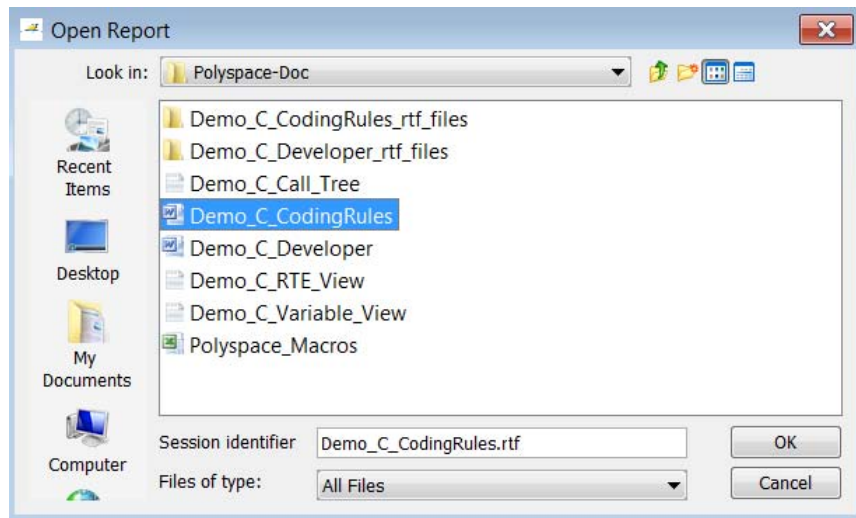 Open Report
Look in: Polyspace-Doc
Recent
Items
Desktop
My
Documents
Computer
Demo_C_CodingRules_rtf_files
Demo_C_Developer_rtf_files
Demo_C_Call_Tree
Demo_C_CodingRules
Demo_C_Developer
Demo_C_RTE_View
Demo_C_Variable_View
Polyspace_Macros
Session identifier Demo_C_CodingRules.rtf OK
Files of type: All Files Cancel